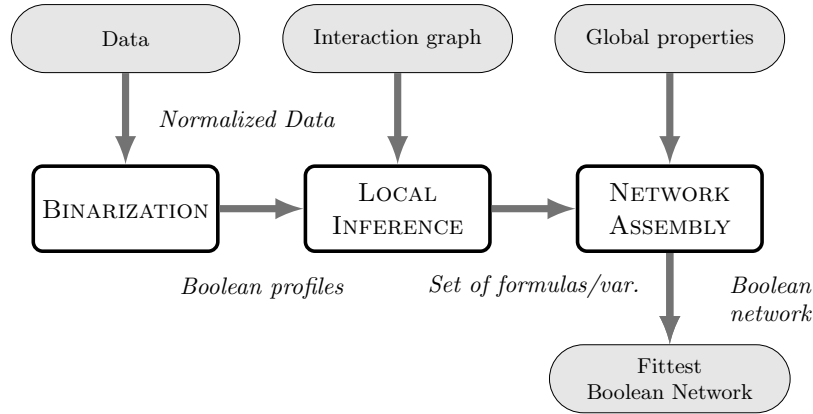 Data
Interaction graph
Global properties
Normalized Data
BINARIZATION
LOCAL
INFERENCE
NETWORK
ASSEMBLY
Boolean profiles
Set of formulas/var.
Boolean
network
Fittest
Boolean Network